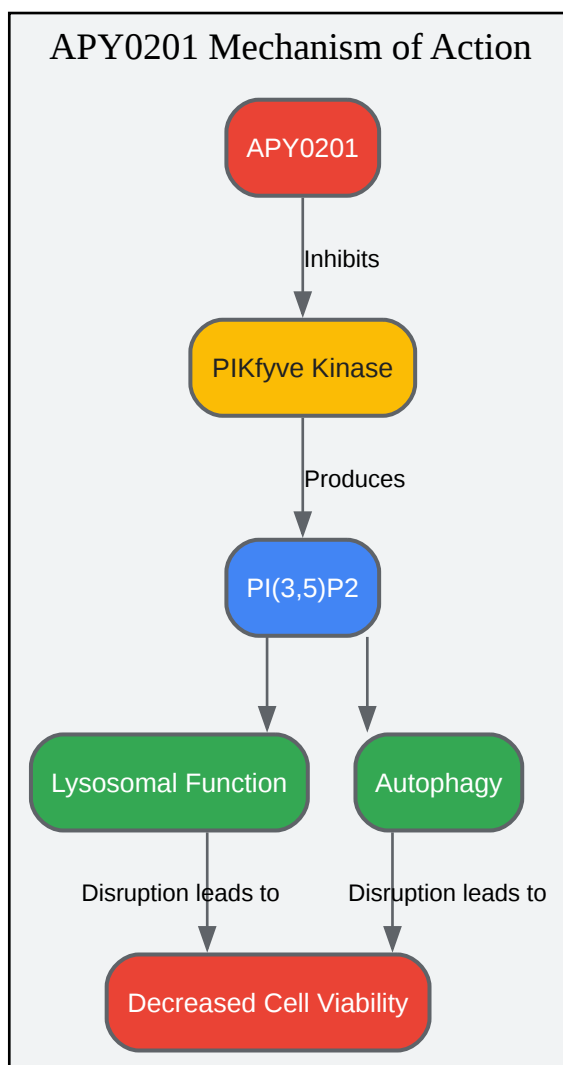 APY0201 Mechanism of Action
APY0201
Inhibits
PIKfyve Kinase
Produces
PI(3,5)P2
Lysosomal Function
Autophagy
Disruption leads to
Disruption leads to
Decreased Cell Viability